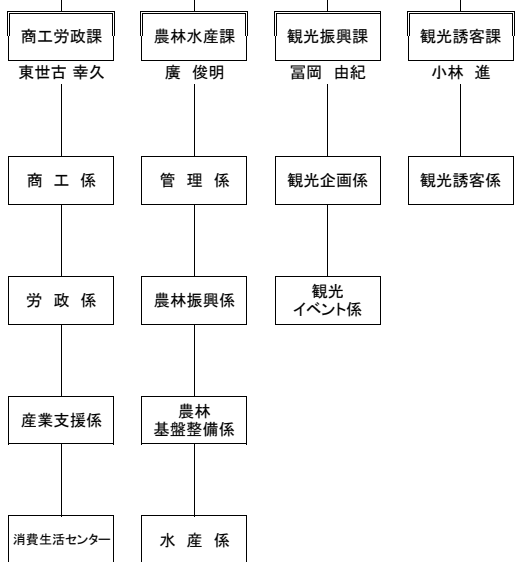 商工労政課
東世古 幸久
商 工 係
労 政 係
産業支援係
消費生活センター
農林水産課
廣 俊明
管 理 係
農林振興係
農林
基盤整備係
水 産 係
観光振興課
冨岡 由紀
観光企画係
観光
イベント係
観光誘客課
小林 進
観光誘客係